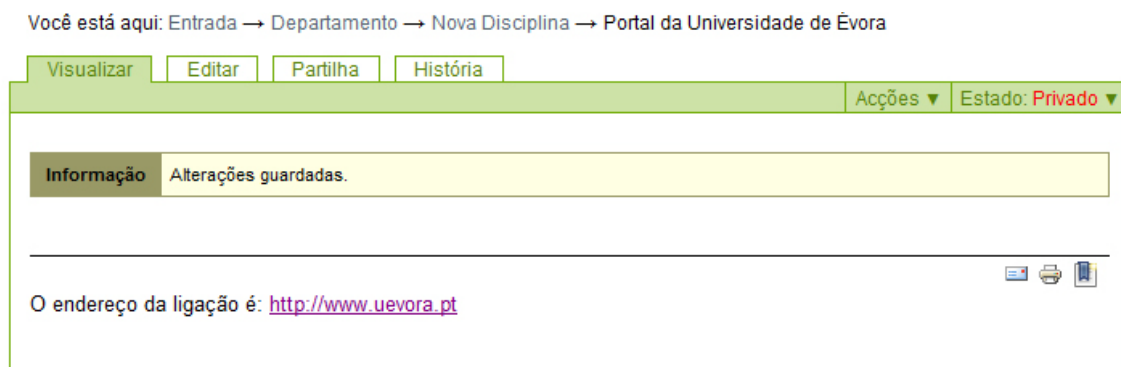 Você está aqui: Entrada → Departamento → Nova Disciplina → Portal da Universidade de Évora
Visualizar Editar Partilha História
Acções ▼ Estado: Privado ▼
Informação Alterações guardadas.
O endereço da ligação é: http://www.uevora.pt